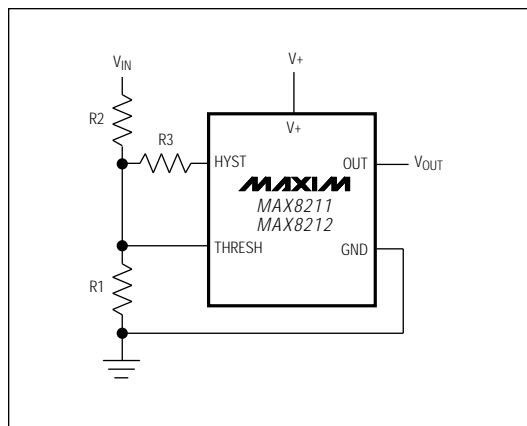 V+
VIN
V+
R2
R3
HYST
OUT
VOUT
MAXIM
MAX8211
MAX8212
THRESH
GND
R1